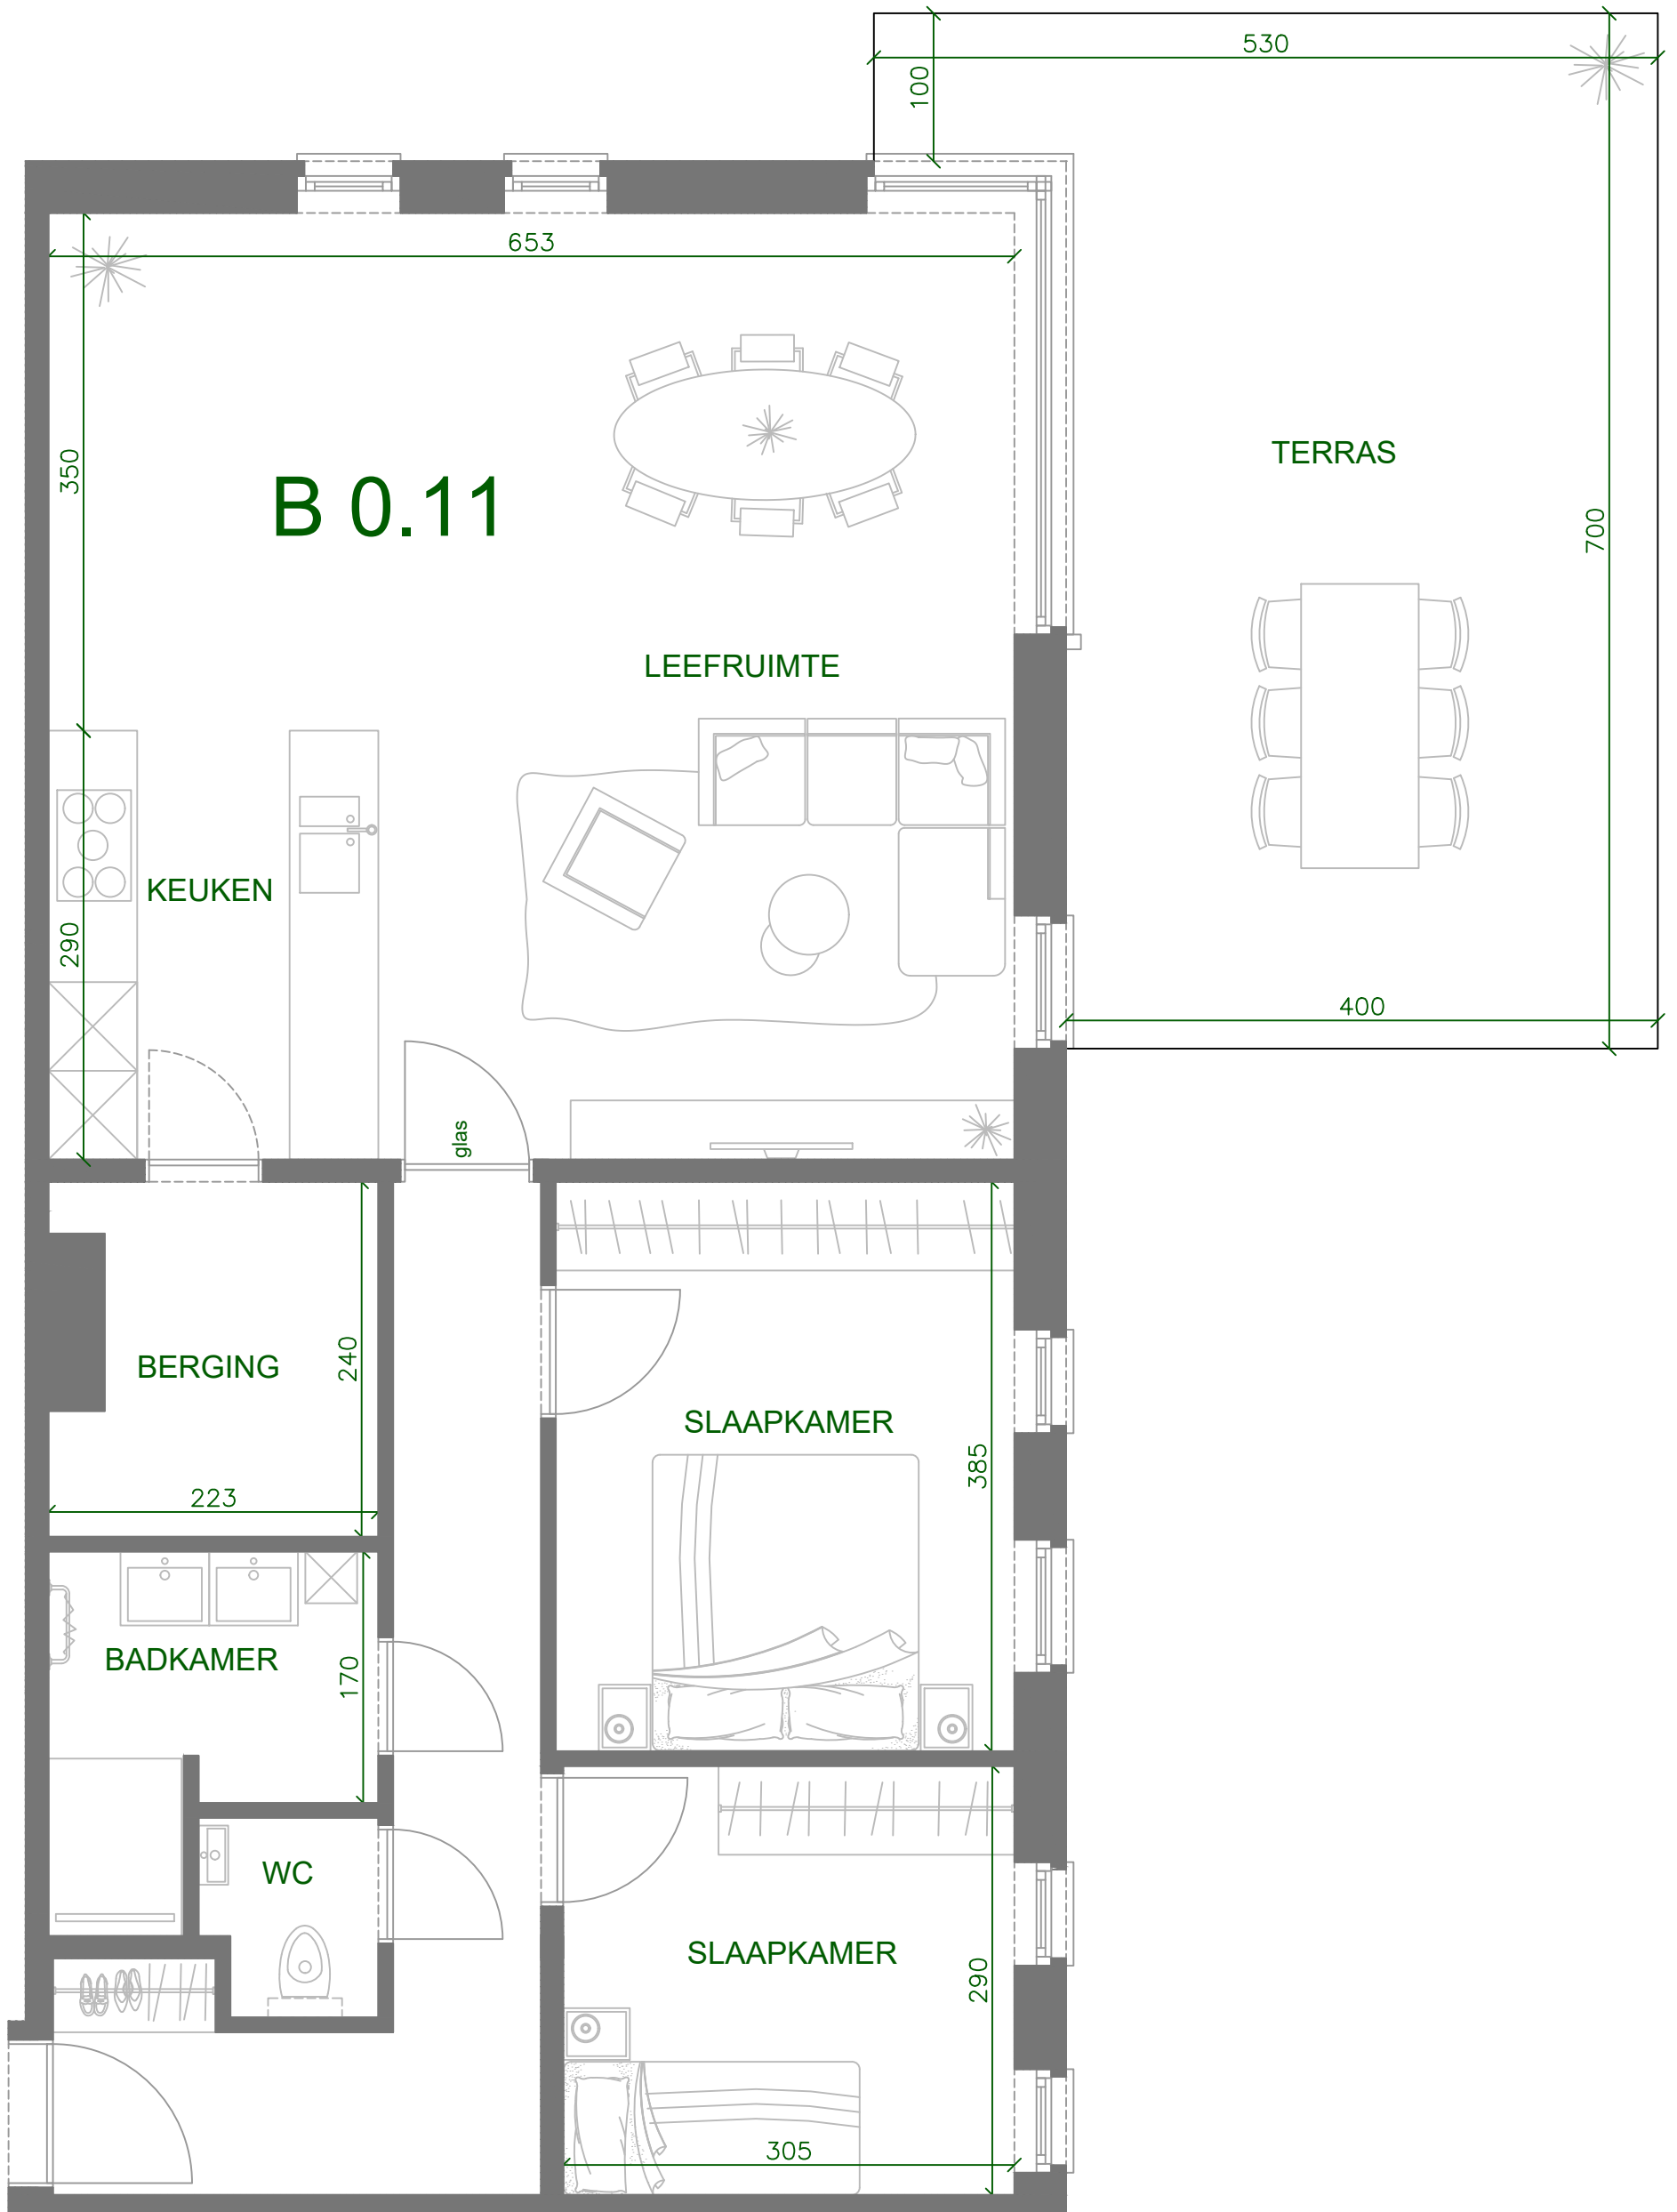 530
100
653
350
B 0.11
TERRAS
700
LEEFRUIMTE
KEUKEN
290
400
glas
BERGING
240
SLAAPKAMER
385
223
BADKAMER
170
WC
SLAAPKAMER
290
305